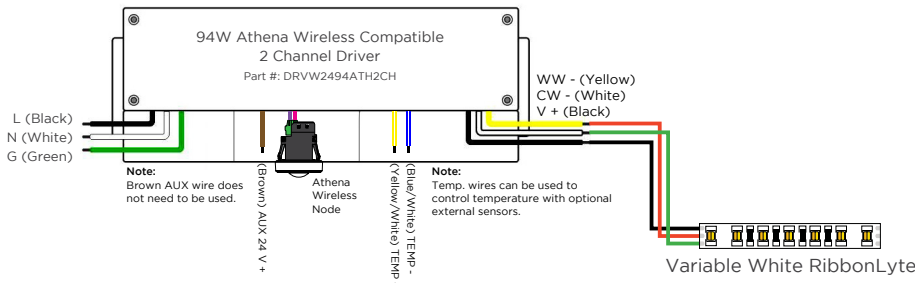 94W Athena Wireless Compatible
2 Channel Driver
Part #: DRVW2494ATH2CH
WW - (Yellow)
CW - (White)
V + (Black)
L (Black)
N (White)
G (Green)
Note:
Brown AUX wire does
not need to be used.
(Brown) AUX 24 V +
Athena
Wireless
Node
(Yellow/White) TEMP
(Blue/White) TEMP -
Note:
Temp. wires can be used to
control temperature with optional
external sensors.
Variable White RibbonLyte